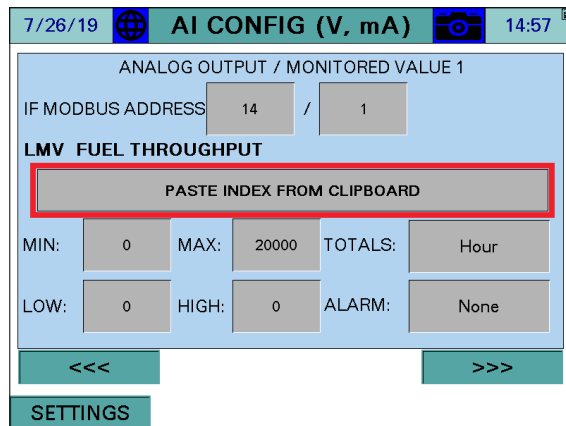 7/26/19 AI CONFIG (V, mA) 14:57
ANALOG OUTPUT / MONITORED VALUE 1
IF MODBUS ADDRESS 14 / 1
LMV FUEL THROUGHPUT
PASTE INDEX FROM CLIPBOARD
MIN: 0 MAX: 20000 TOTALS: Hour
LOW: 0 HIGH: 0 ALARM: None
<<< >>>
SETTINGS